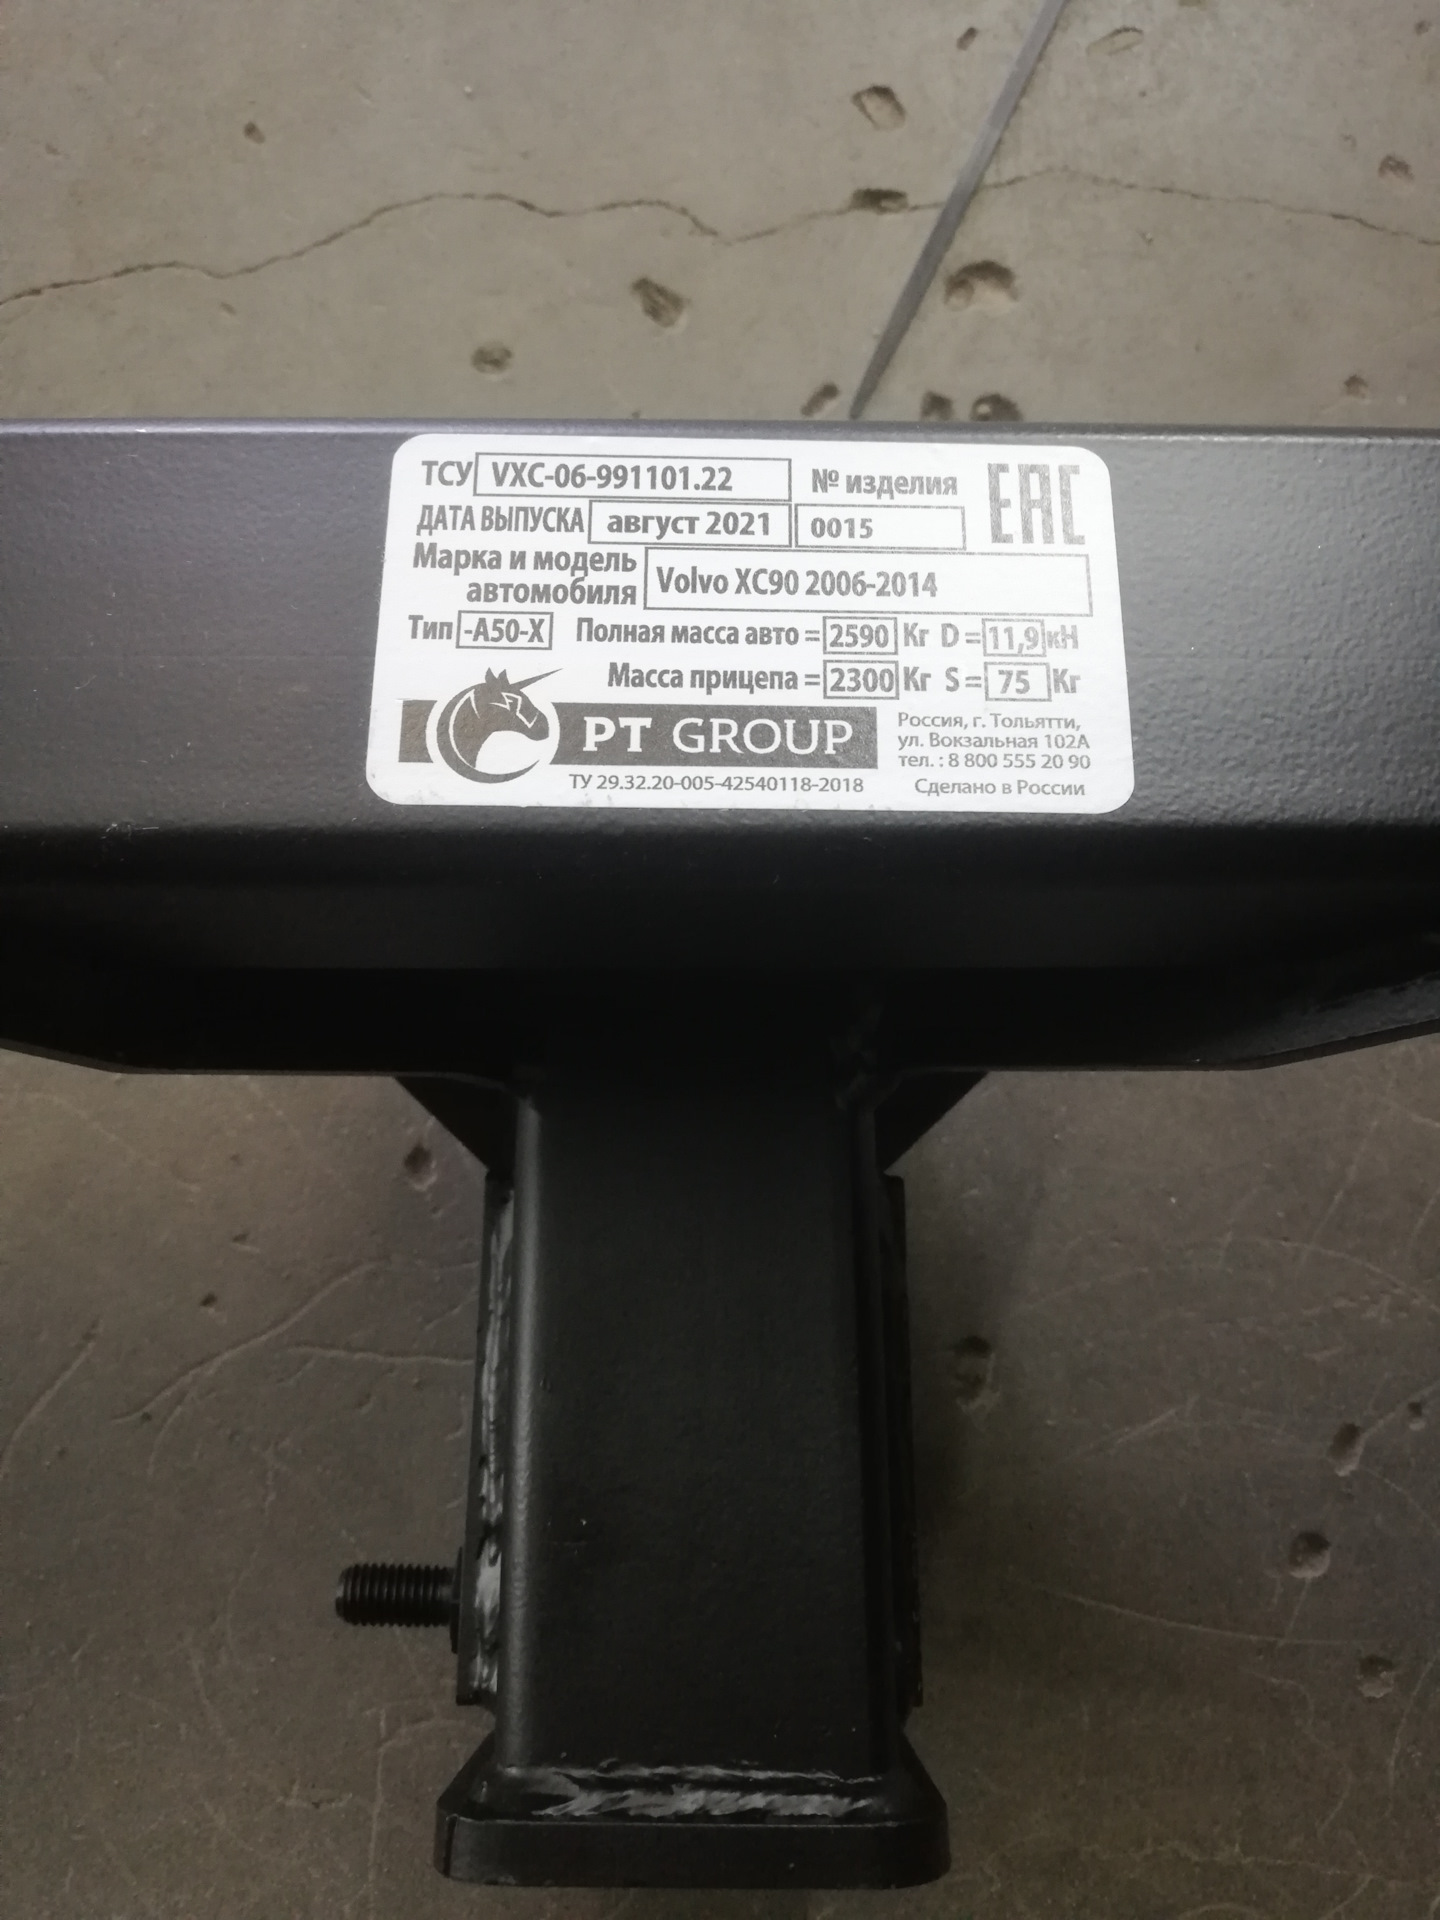 ТСУ VXC-06-991101.22 № изделия EAC
ДАТА ВЫПУСКА август 2021 0015
Марка и модель
автомобиля Volvo XC90 2006-2014
Тип -A50-X Полная масса авто = 2590 Кг D = 11,9 кН
Масса прицепа = 2300 Кг S = 75 Кг
PT GROUP
ТУ 29.32.20-005-42540118-2018
Россия, г. Тольятти,
ул. Вокзальная 102А
тел. : 8 800 555 20 90
Сделано в России